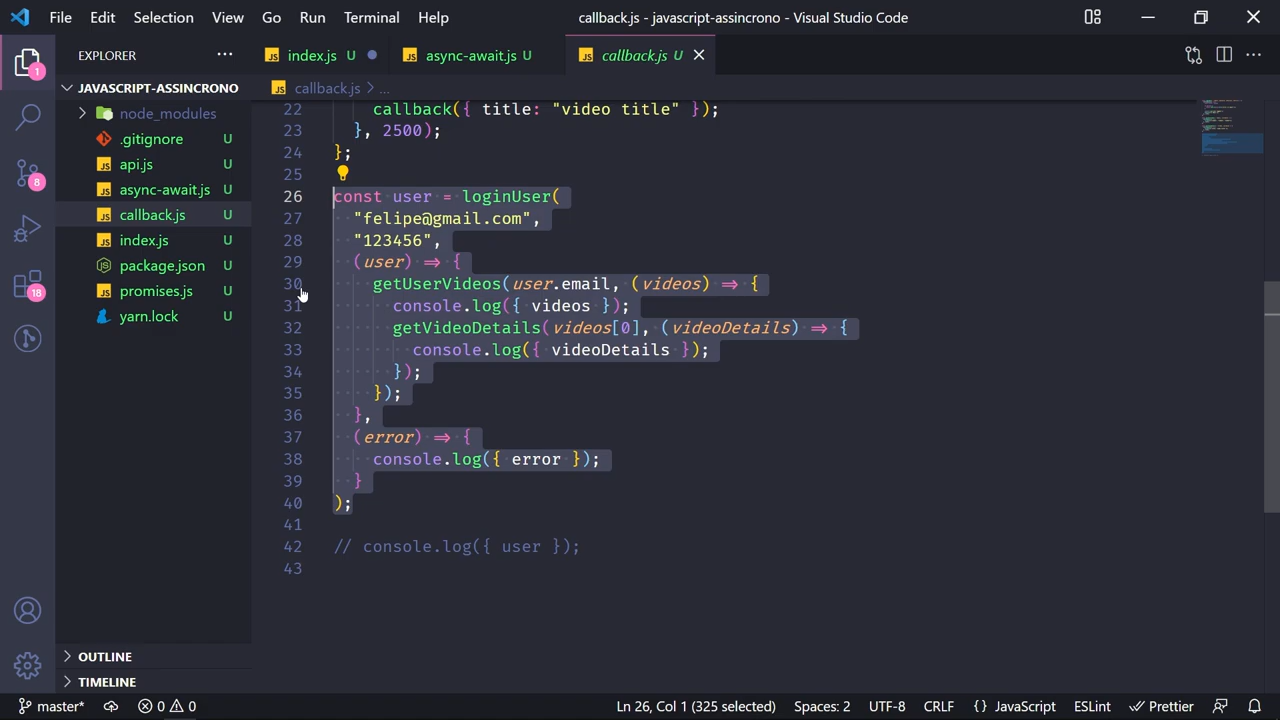 File Edit Selection View Go Run Terminal Help
callback.js - javascript-assincrono - Visual Studio Code
EXPLORER ...
index.js U
async-await.js U
callback.js U
1
JAVASCRIPT-ASSINCRONO
callback.js > ...
node_modules
.gitignore U
api.js U
async-await.js U
callback.js U
index.js U
package.json U
promises.js U
yarn.lock U
8
18
22 callback({ title: "video title" });
23 }, 2500);
24 };
25
26 const user = loginUser(
27 "felipe@gmail.com",
28 "123456",
29 (user) => {
30 getUserVideos(user.email, (videos) => {
31 console.log({ videos });
32 getVideoDetails(videos[0], (videoDetails) => {
33 console.log({ videoDetails });
34 });
35 });
36 },
37 (error) => {
38 console.log({ error });
39 }
40 );
41
42 // console.log({ user });
43
OUTLINE
TIMELINE
master* 0 0
Ln 26, Col 1 (325 selected) Spaces: 2 UTF-8 CRLF {} JavaScript ESLint Prettier